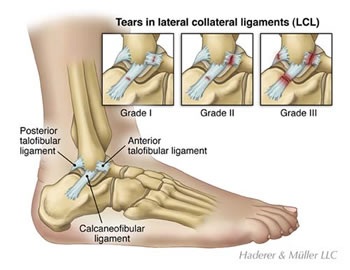 Tears in lateral collateral ligaments (LCL)
Grade I
Grade II
Grade III
Posterior
talofibular
ligament
Anterior
talofibular ligament
Calcaneofibular
ligament
Haderer & Müller LLC